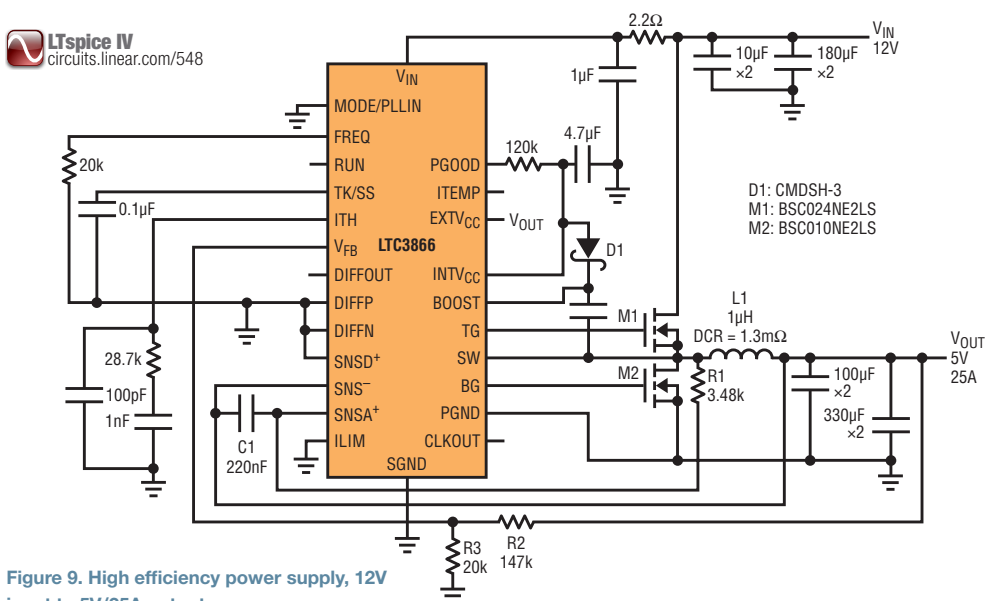 LTspice IV
circuits.linear.com/548
2.2Ω
VIN
12V
10µF
×2
180µF
×2
1µF
VIN
MODE/PLLIN
FREQ
RUN
TK/SS
ITH
VFB
LTC3866
DIFFOUT
DIFFP
DIFFN
SNSD+
SNS–
SNSA+
ILIM
SGND
PGOOD
ITEMP
EXTVCC
INTVCC
BOOST
TG
SW
BG
PGND
CLKOUT
20k
0.1µF
28.7k
100pF
1nF
C1
220nF
120k
4.7µF
VOUT
D1
D1: CMDSH-3
M1: BSC024NE2LS
M2: BSC010NE2LS
M1
M2
L1
1µH
DCR = 1.3mΩ
R1
3.48k
VOUT
5V
25A
100µF
×2
330µF
×2
R3
20k
R2
147k
Figure 9. High efficiency power supply, 12V